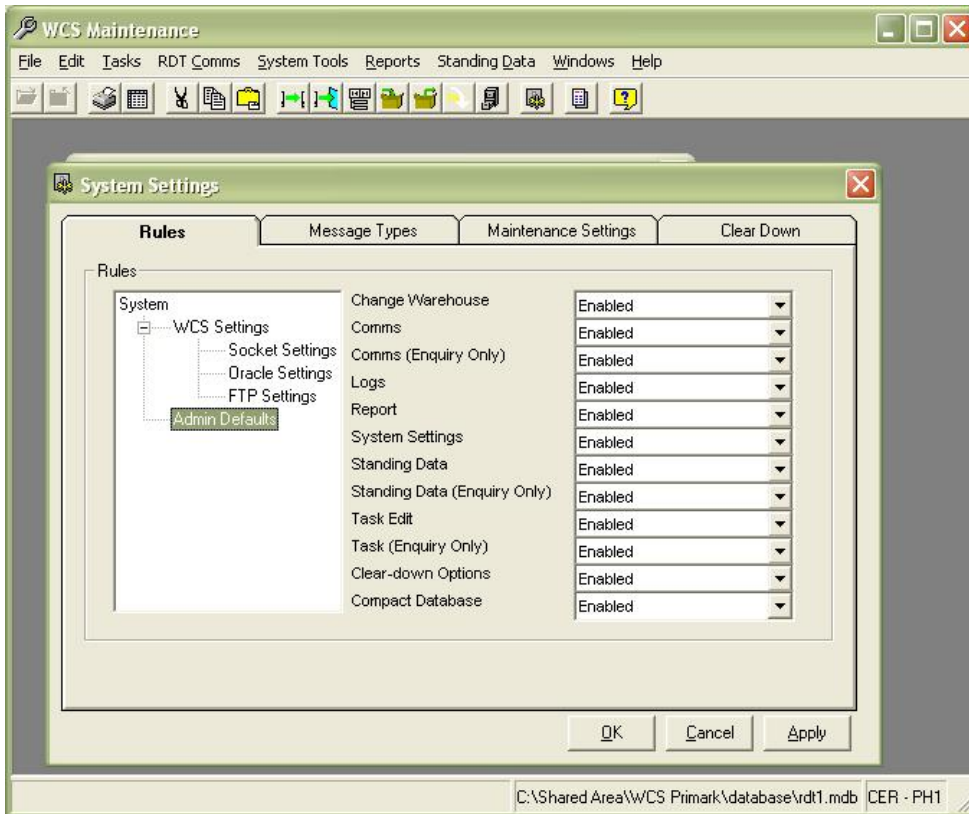 WCS Maintenance
File Edit Tasks RDT Comms System Tools Reports Standing Data Windows Help
System Settings
Rules Message Types Maintenance Settings Clear Down
Rules
System
WCS Settings
Socket Settings
Oracle Settings
FTP Settings
Admin Defaults
Change Warehouse Enabled
Comms Enabled
Comms (Enquiry Only) Enabled
Logs Enabled
Report Enabled
System Settings Enabled
Standing Data Enabled
Standing Data (Enquiry Only) Enabled
Task Edit Enabled
Task (Enquiry Only) Enabled
Clear-down Options Enabled
Compact Database Enabled
OK Cancel Apply
C:\Shared Area\WCS Primark\database\rdt1.mdb CER - PH1